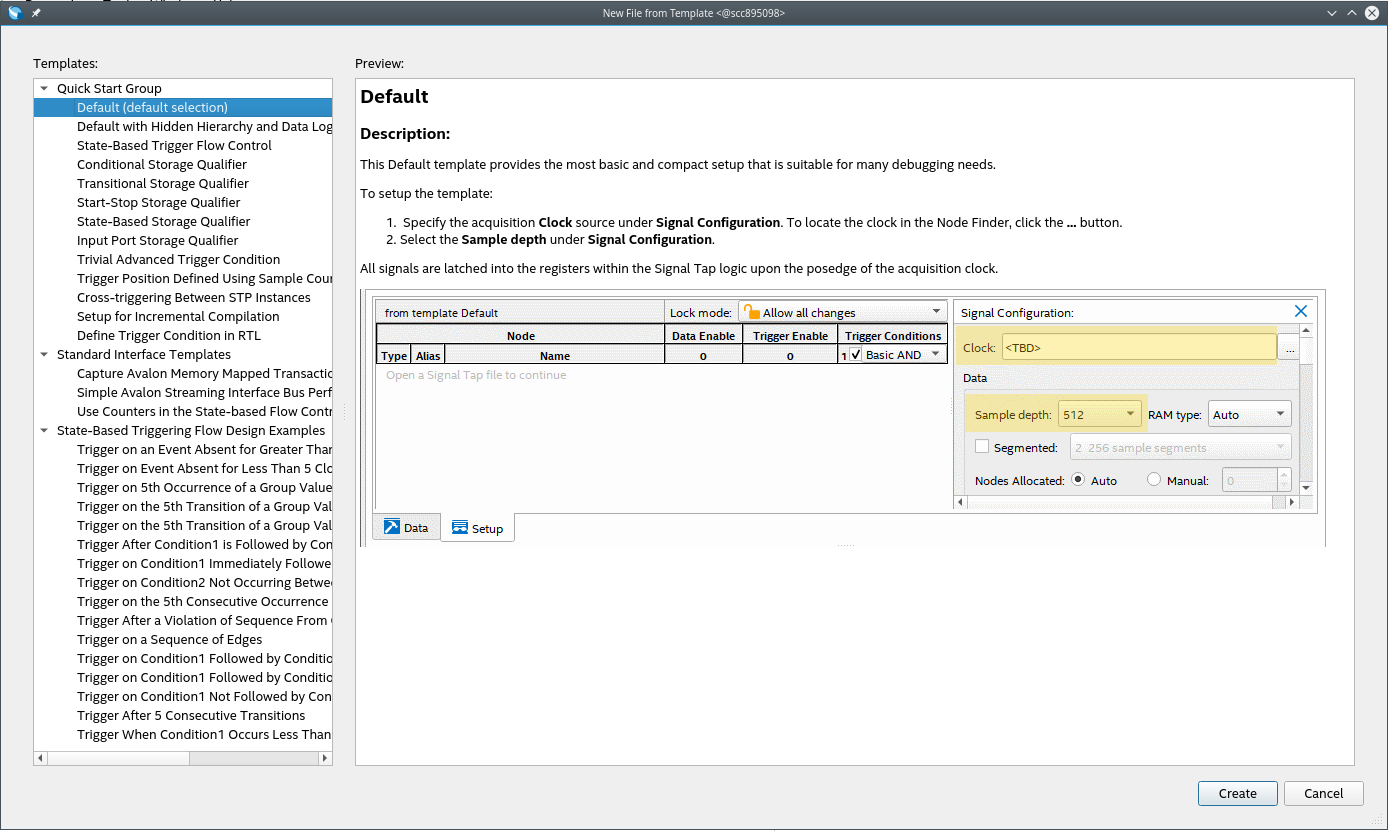 New File from Template <@scc895098>
Templates:
Quick Start Group
Default (default selection)
Default with Hidden Hierarchy and Data Log
State-Based Trigger Flow Control
Conditional Storage Qualifier
Transitional Storage Qualifier
Start-Stop Storage Qualifier
State-Based Storage Qualifier
Input Port Storage Qualifier
Trivial Advanced Trigger Condition
Trigger Position Defined Using Sample Cour
Cross-triggering Between STP Instances
Setup for Incremental Compilation
Define Trigger Condition in RTL
Standard Interface Templates
Capture Avalon Memory Mapped Transactio
Simple Avalon Streaming Interface Bus Perf
Use Counters in the State-based Flow Contr
State-Based Triggering Flow Design Examples
Trigger on an Event Absent for Greater Thar
Trigger on Event Absent for Less Than 5 Clo
Trigger on 5th Occurrence of a Group Value
Trigger on the 5th Transition of a Group Val
Trigger on the 5th Transition of a Group Val
Trigger After Condition1 is Followed by Con
Trigger on Condition1 Immediately Followe
Trigger on Condition2 Not Occurring Betwee
Trigger on the 5th Consecutive Occurrence
Trigger After a Violation of Sequence From
Trigger on a Sequence of Edges
Trigger on Condition1 Followed by Conditio
Trigger on Condition1 Followed by Conditio
Trigger on Condition1 Not Followed by Con
Trigger After 5 Consecutive Transitions
Trigger When Condition1 Occurs Less Than
Preview:
Default
Description:
This Default template provides the most basic and compact setup that is suitable for many debugging needs.
To setup the template:
1. Specify the acquisition Clock source under Signal Configuration. To locate the clock in the Node Finder, click the ... button.
2. Select the Sample depth under Signal Configuration.
All signals are latched into the registers within the Signal Tap logic upon the posedge of the acquisition clock.
from template Default Lock mode: Allow all changes
Node Data Enable Trigger Enable Trigger Conditions
Type Alias Name 0 0 1 Basic AND
Open a Signal Tap file to continue
Signal Configuration:
Clock: <TBD> ...
Data
Sample depth: 512 RAM type: Auto
Segmented: 2 256 sample segments
Nodes Allocated: Auto Manual: 0
Data Setup
Create Cancel